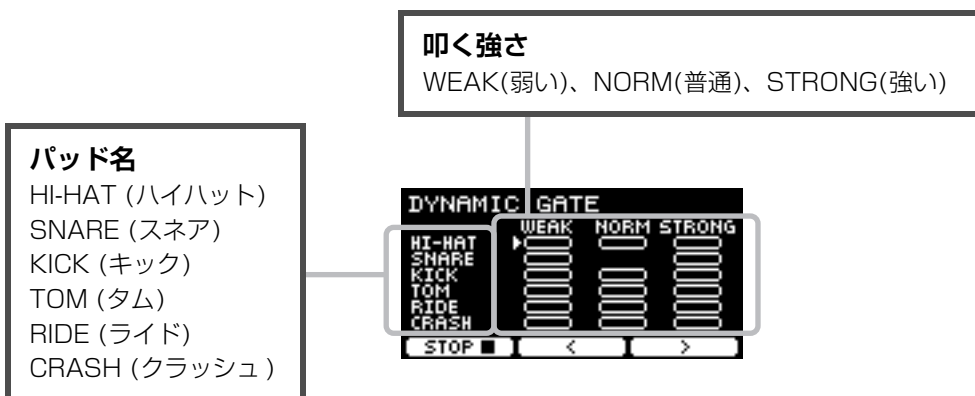 叩く強さ
WEAK(弱い)、NORM(普通)、STRONG(強い)
パッド名
HI-HAT (ハイハット)
SNARE (スネア)
KICK (キック)
TOM (タム)
RIDE (ライド)
CRASH (クラッシュ )
DYNAMIC GATE
WEAK NORM STRONG
HI-HAT
SNARE
KICK
TOM
RIDE
CRASH
STOP ■ < >